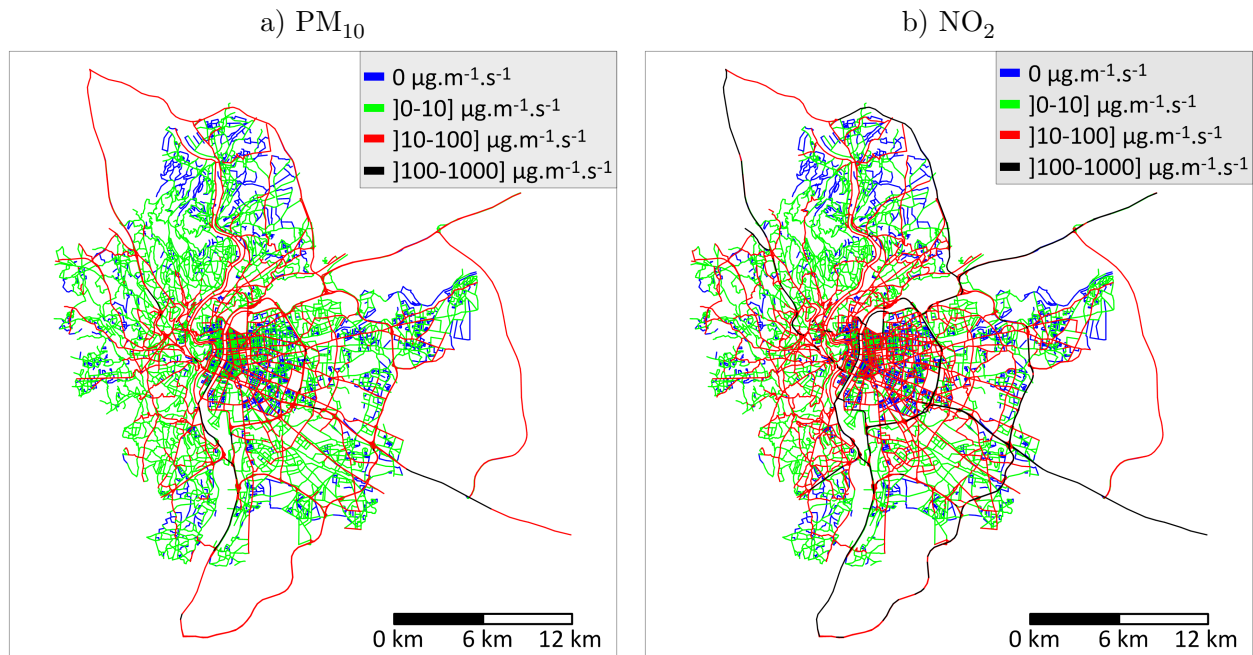 a) PM₁₀
0 µg.m⁻¹.s⁻¹
]0-10] µg.m⁻¹.s⁻¹
]10-100] µg.m⁻¹.s⁻¹
]100-1000] µg.m⁻¹.s⁻¹
0 km 6 km 12 km
b) NO₂
0 µg.m⁻¹.s⁻¹
]0-10] µg.m⁻¹.s⁻¹
]10-100] µg.m⁻¹.s⁻¹
]100-1000] µg.m⁻¹.s⁻¹
0 km 6 km 12 km